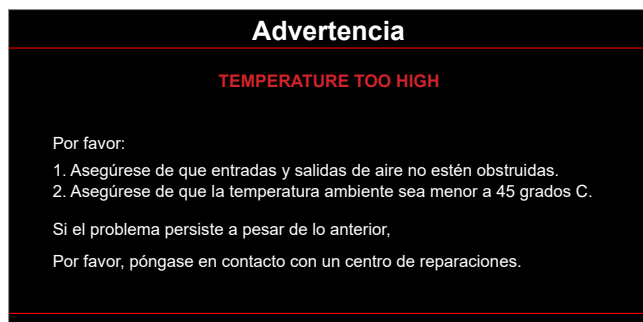 Advertencia
TEMPERATURE TOO HIGH
Por favor:
1. Asegúrese de que entradas y salidas de aire no estén obstruidas.
2. Asegúrese de que la temperatura ambiente sea menor a 45 grados C.
Si el problema persiste a pesar de lo anterior,
Por favor, póngase en contacto con un centro de reparaciones.